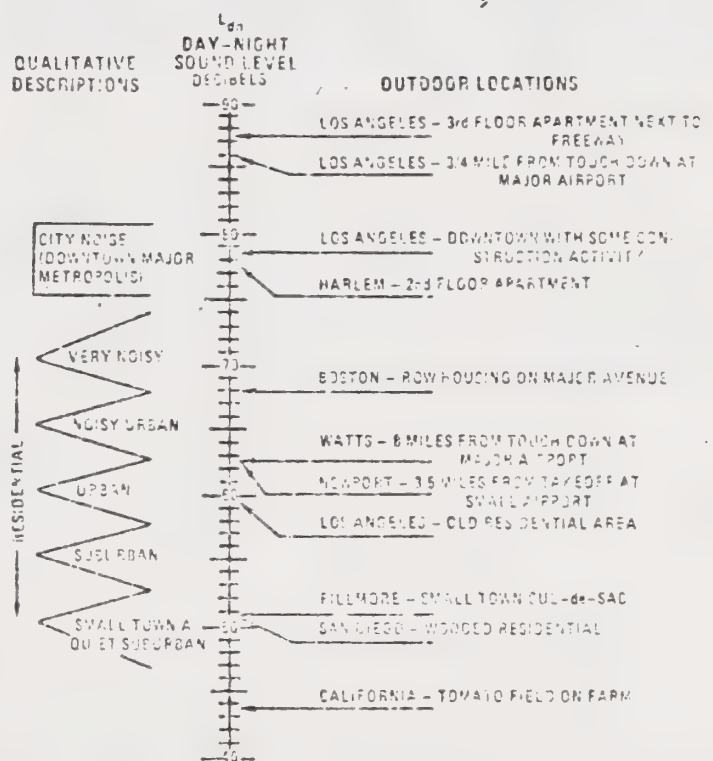 Ldn
DAY-NIGHT
SOUND LEVEL
DECIBELS
QUALITATIVE
DESCRIPTIONS
OUTDOOR LOCATIONS
90
LOS ANGELES - 3rd FLOOR APARTMENT NEXT TO
FREEWAY
LOS ANGELES - 3/4 MILE FROM TOUCH DOWN AT
MAJOR AIRPORT
80
CITY NOISE
(DOWNTOWN MAJOR
METROPOLIS)
LOS ANGELES - DOWNTOWN WITH SOME CON-
STRUCTION ACTIVITY
HARLEM - 2nd FLOOR APARTMENT
VERY NOISY
70
BOSTON - ROW HOUSING ON MAJOR AVENUE
NOISY URBAN
WATTS - 8 MILES FROM TOUCH DOWN AT
MAJOR AIRPORT
NEWPORT - 3.5 MILES FROM TAKEOFF AT
SMALL AIRPORT
URBAN
60
LOS ANGELES - OLD RESIDENTIAL AREA
RESIDENTIAL
SUBURBAN
FILLMORE - SMALL TOWN CUL-de-SAC
SMALL TOWN &
QUIET SUBURBAN
50
SAN DIEGO - WOODED RESIDENTIAL
CALIFORNIA - TOMATO FIELD ON FARM
40